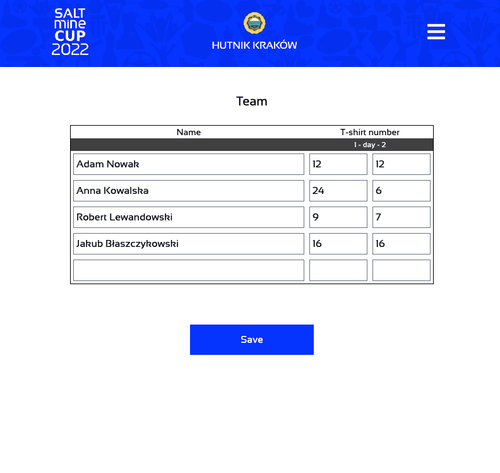 SALT
mine
CUP
2022
HUTNIK KRAKÓW
Team
Name T-shirt number
1 - day - 2
Adam Nowak 12 12
Anna Kowalska 24 6
Robert Lewandowski 9 7
Jakub Błaszczykowski 16 16
Save